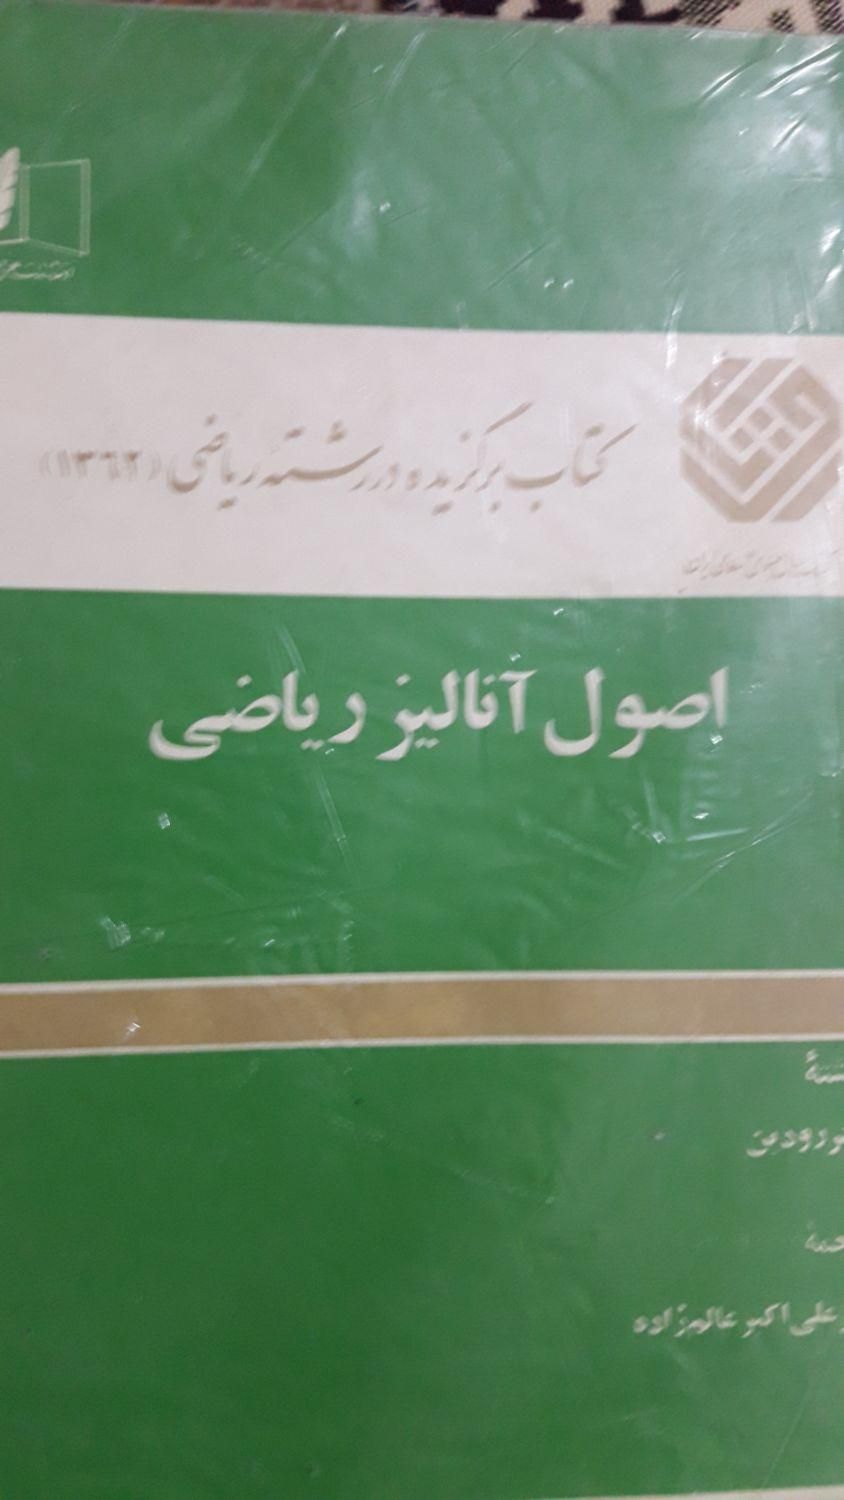 کتاب برگزیده در رشتهٔ ریاضی (۱۳۶۲)
اصول آنالیز ریاضی
رودین
علی اکبر عالم‌زاده